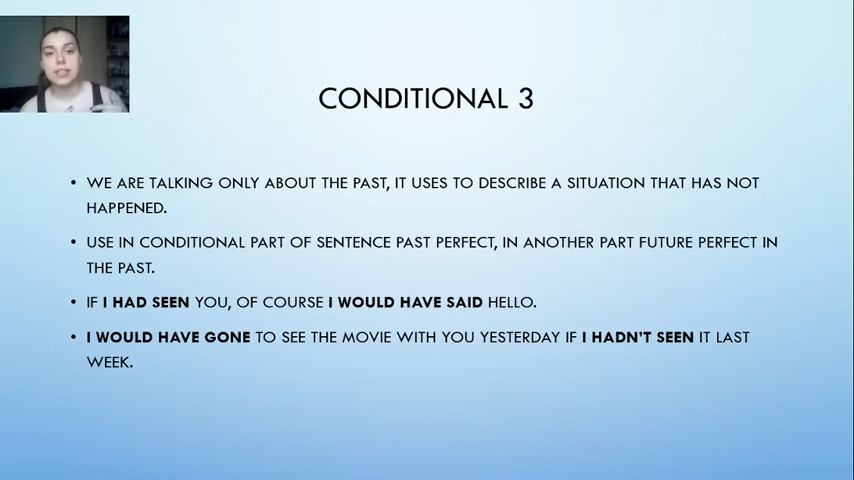 CONDITIONAL 3
• WE ARE TALKING ONLY ABOUT THE PAST, IT USES TO DESCRIBE A SITUATION THAT HAS NOT
HAPPENED.
• USE IN CONDITIONAL PART OF SENTENCE PAST PERFECT, IN ANOTHER PART FUTURE PERFECT IN
THE PAST.
• IF I HAD SEEN YOU, OF COURSE I WOULD HAVE SAID HELLO.
• I WOULD HAVE GONE TO SEE THE MOVIE WITH YOU YESTERDAY IF I HADN'T SEEN IT LAST
WEEK.